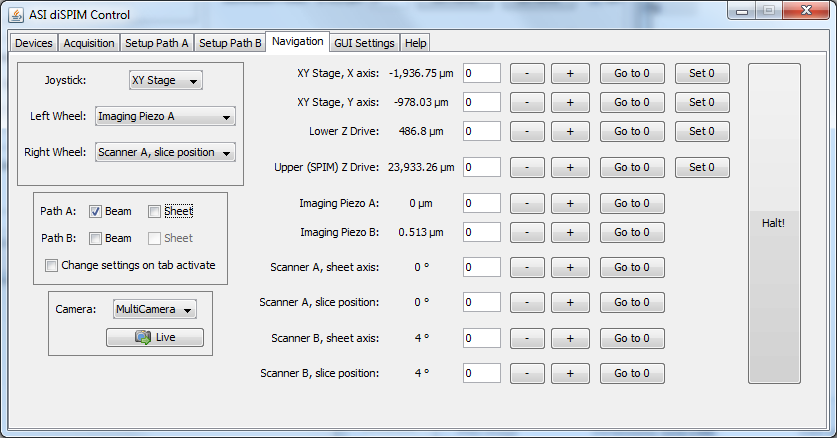 ASI diSPIM Control
Devices Acquisition Setup Path A Setup Path B Navigation GUI Settings Help
Joystick: XY Stage
Left Wheel: Imaging Piezo A
Right Wheel: Scanner A, slice position
Path A: Beam Sheet
Path B: Beam Sheet
Change settings on tab activate
Camera: MultiCamera
Live
XY Stage, X axis: -1,936.75 µm 0 - + Go to 0 Set 0
XY Stage, Y axis: -978.03 µm 0 - + Go to 0 Set 0
Lower Z Drive: 486.8 µm 0 - + Go to 0 Set 0
Upper (SPIM) Z Drive: 23,933.26 µm 0 - + Go to 0 Set 0
Imaging Piezo A: 0 µm 0 - + Go to 0
Imaging Piezo B: 0.513 µm 0 - + Go to 0
Scanner A, sheet axis: 0 ° 0 - + Go to 0
Scanner A, slice position: 0 ° 0 - + Go to 0
Scanner B, sheet axis: 4 ° 0 - + Go to 0
Scanner B, slice position: 4 ° 0 - + Go to 0
Halt!